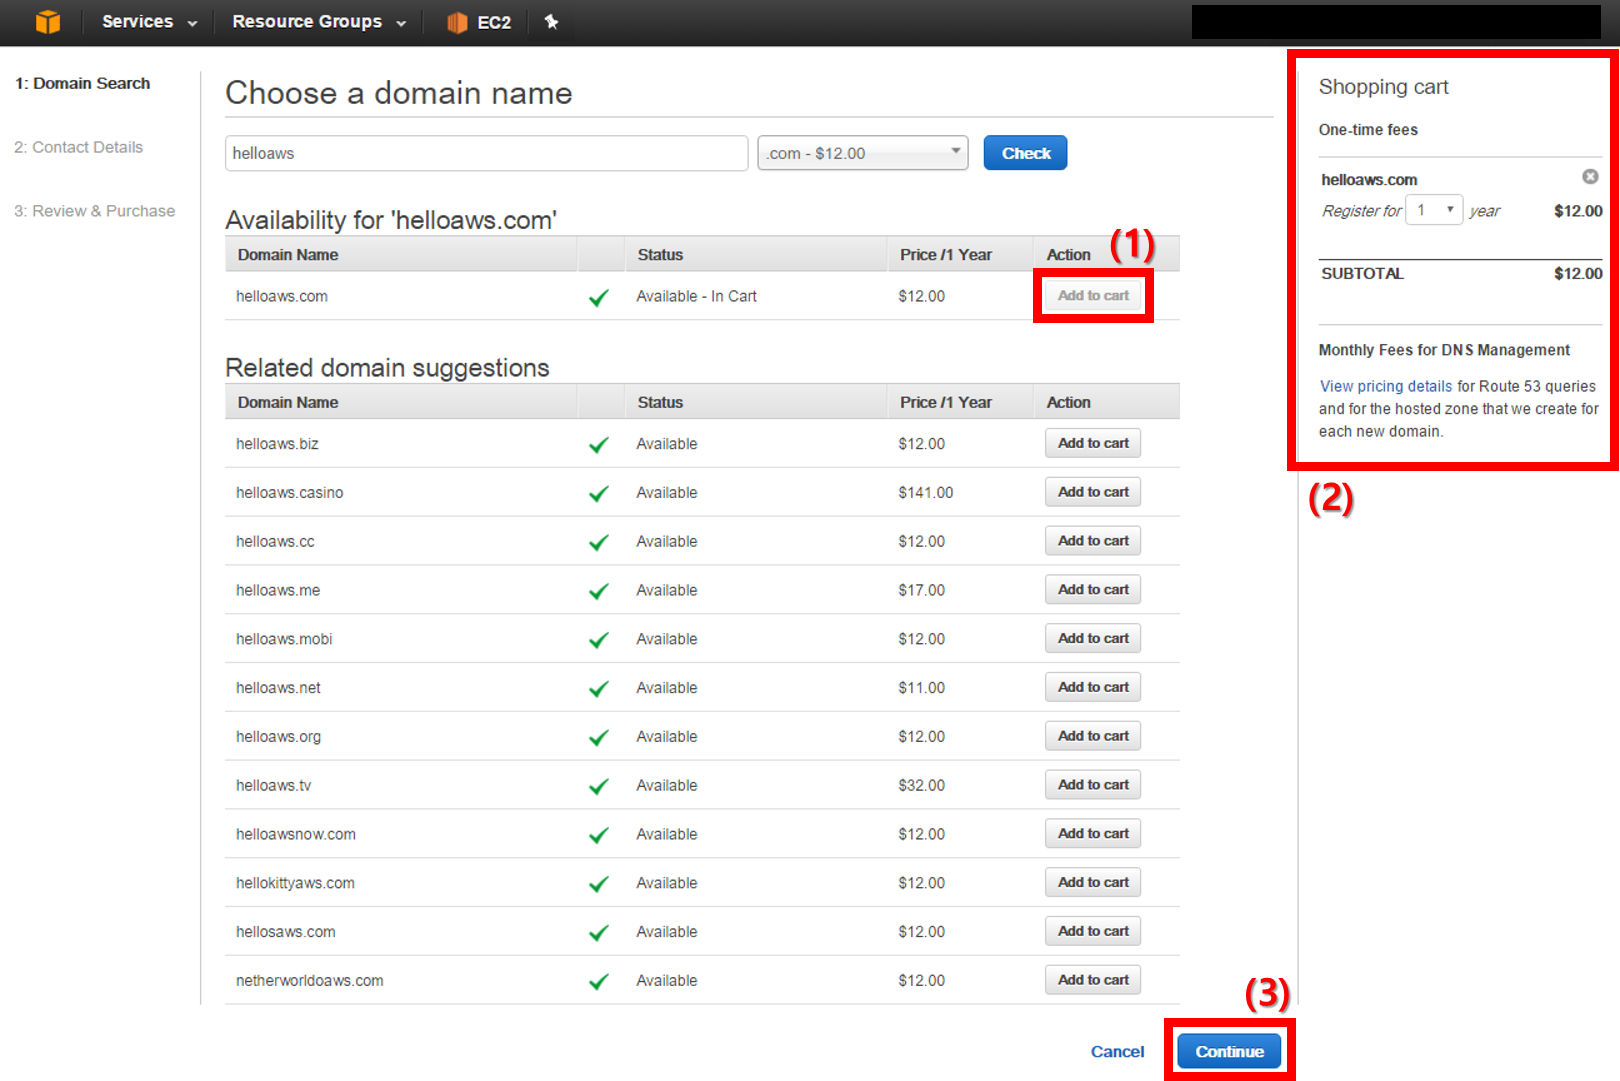 Services Resource Groups EC2
1: Domain Search
2: Contact Details
3: Review & Purchase
Choose a domain name
helloaws .com - $12.00 Check
Availability for 'helloaws.com'
Domain Name Status Price /1 Year Action (1)
helloaws.com Available - In Cart $12.00 Add to cart
Related domain suggestions
Domain Name Status Price /1 Year Action
helloaws.biz Available $12.00 Add to cart
helloaws.casino Available $141.00 Add to cart
helloaws.cc Available $12.00 Add to cart
helloaws.me Available $17.00 Add to cart
helloaws.mobi Available $12.00 Add to cart
helloaws.net Available $11.00 Add to cart
helloaws.org Available $12.00 Add to cart
helloaws.tv Available $32.00 Add to cart
helloawsnow.com Available $12.00 Add to cart
hellokittyaws.com Available $12.00 Add to cart
hellosaws.com Available $12.00 Add to cart
netherworldoaws.com Available $12.00 Add to cart
Cancel Continue
(3)
Shopping cart
One-time fees
helloaws.com
Register for 1 year $12.00
SUBTOTAL $12.00
Monthly Fees for DNS Management
View pricing details for Route 53 queries
and for the hosted zone that we create for
each new domain.
(2)